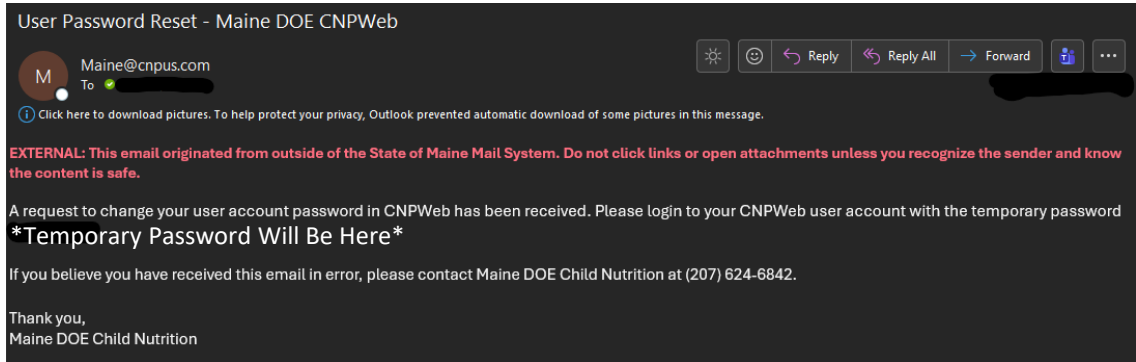 User Password Reset - Maine DOE CNPWeb
M
Maine@cnpus.com
To
Reply
Reply All
Forward
Click here to download pictures. To help protect your privacy, Outlook prevented automatic download of some pictures in this message.
EXTERNAL: This email originated from outside of the State of Maine Mail System. Do not click links or open attachments unless you recognize the sender and know
the content is safe.
A request to change your user account password in CNPWeb has been received. Please login to your CNPWeb user account with the temporary password
*Temporary Password Will Be Here*
If you believe you have received this email in error, please contact Maine DOE Child Nutrition at (207) 624-6842.
Thank you,
Maine DOE Child Nutrition